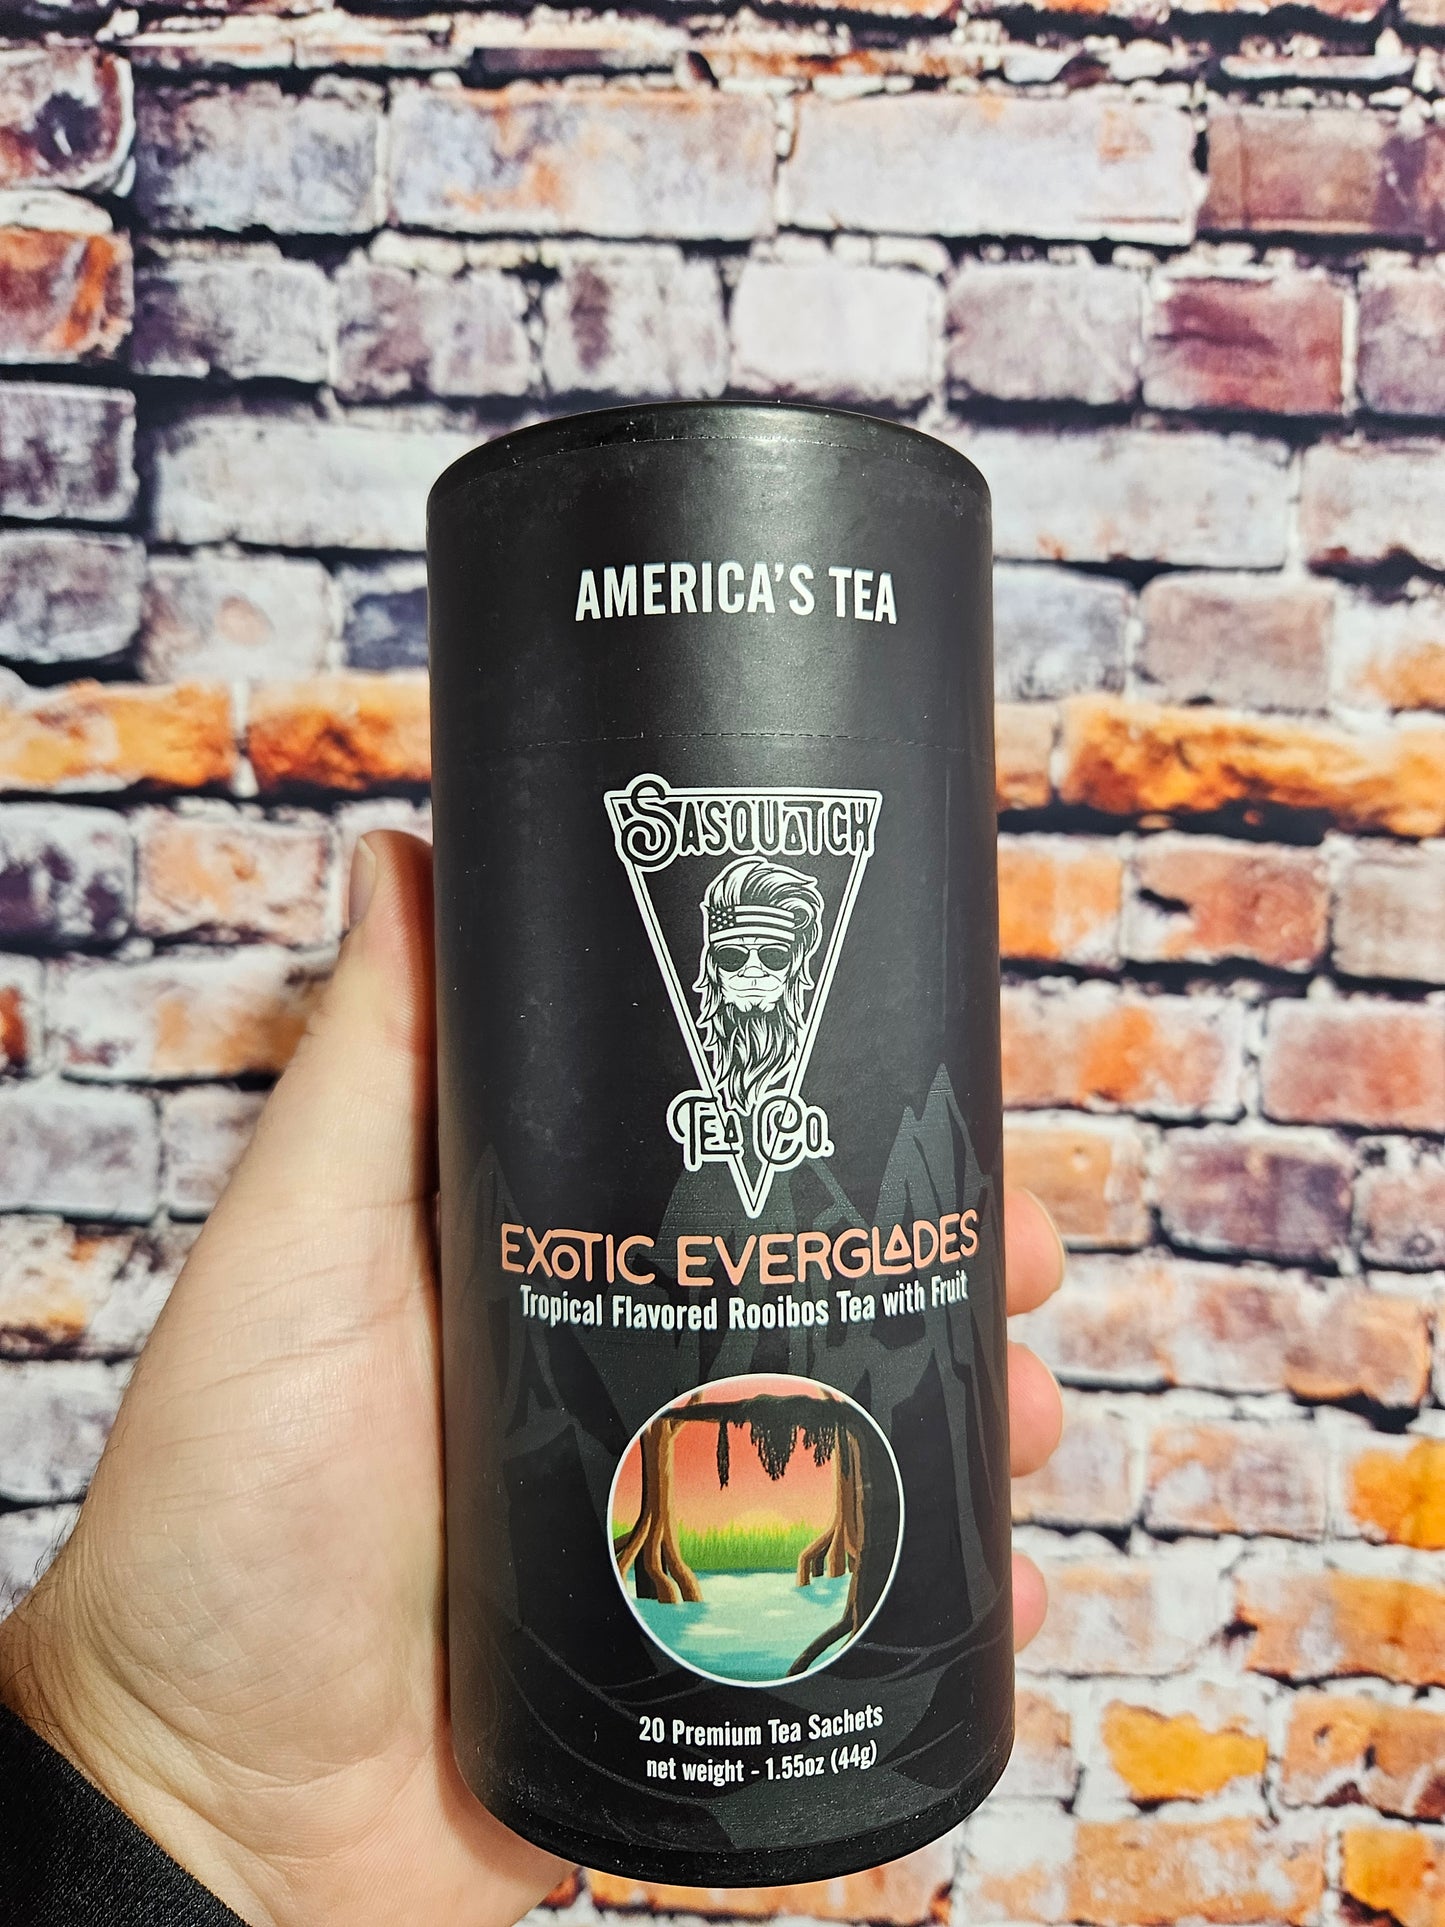 AMERICA'S TEA
SASQUATCH
TEA CO.
EXOTIC EVERGLADES
Tropical Flavored Rooibos Tea with Fruit
20 Premium Tea Sachets
net weight - 1.55oz (44g)